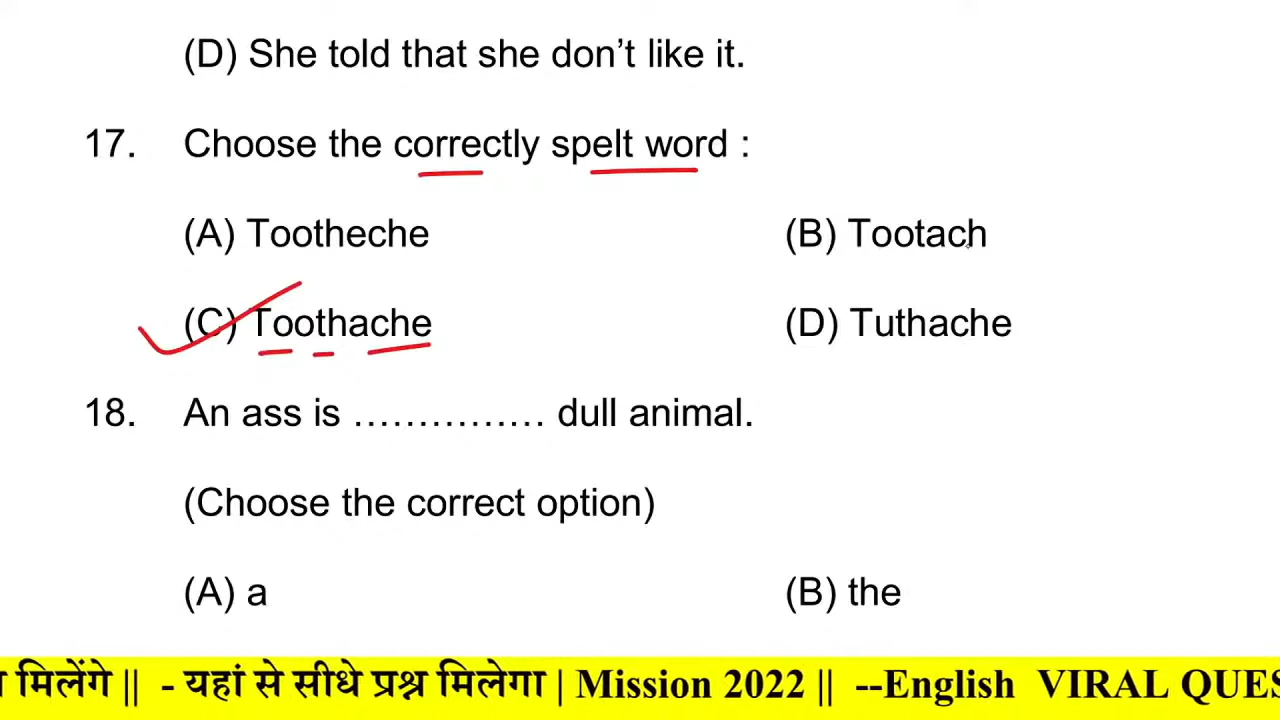 (D) She told that she don’t like it.
17. Choose the correctly spelt word :
(A) Tootheche (B) Tootach
(C) Toothache (D) Tuthache
18. An ass is …………… dull animal.
(Choose the correct option)
(A) a (B) the
मिलेंगे || - यहां से सीधे प्रश्न मिलेगा | Mission 2022 || --English VIRAL QUES